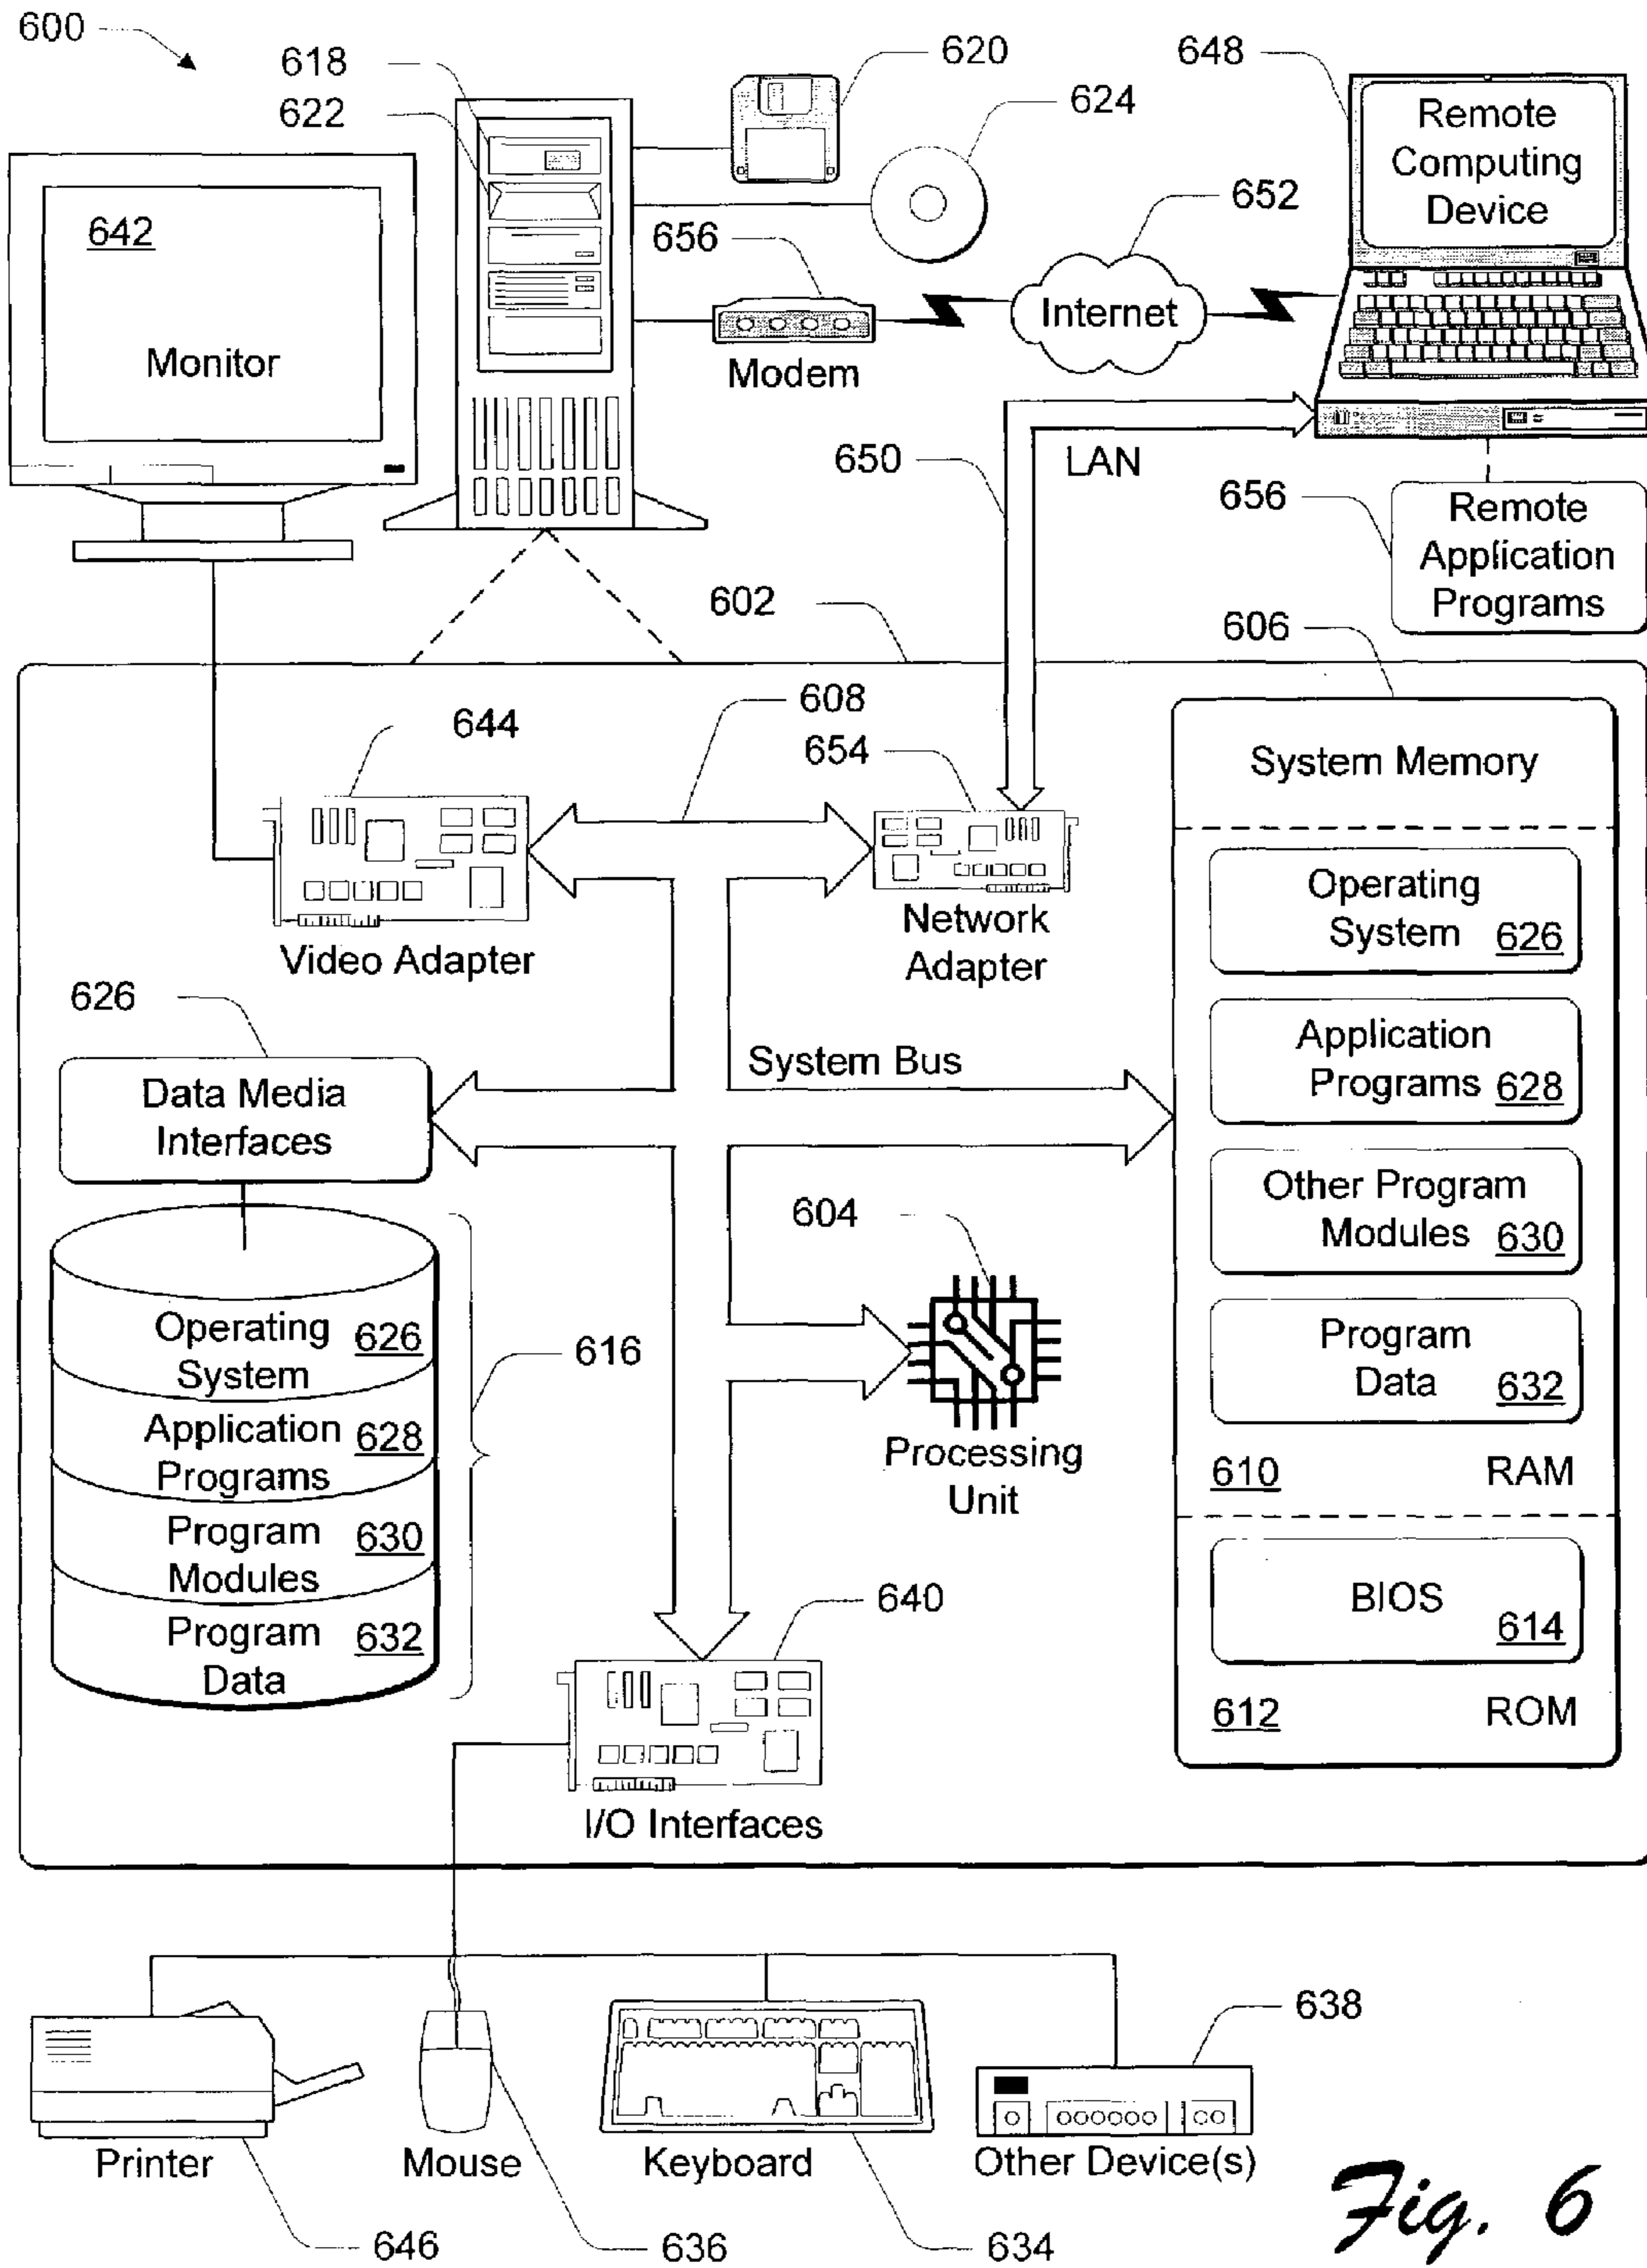 600
618
622
620
624
648
Remote
Computing
Device
642
Monitor
656
Modem
652
Internet
650
LAN
656
Remote
Application
Programs
602
606
608
644
654
Video Adapter
Network
Adapter
System Memory
Operating
System 626
Application
Programs 628
Other Program
Modules 630
Program
Data 632
610 RAM
BIOS
614
612 ROM
626
Data Media
Interfaces
System Bus
604
Processing
Unit
Operating
System 626
Application
Programs 628
Program
Modules 630
Program
Data 632
616
640
I/O Interfaces
638
Printer
Mouse
Keyboard
Other Device(s)
646
636
634
Fig. 6